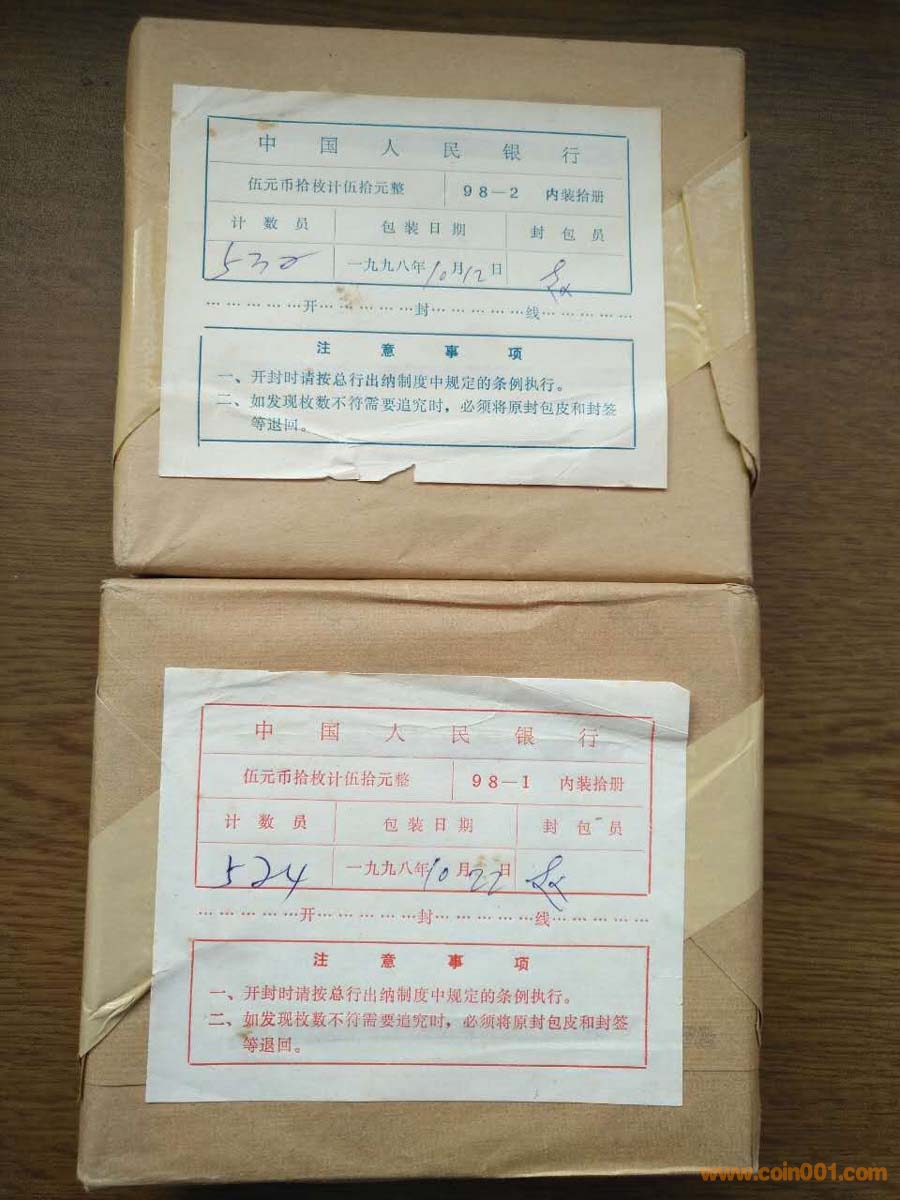 中国人民银行
伍元币拾枚计伍拾元整 98—2 内装拾册
计数员 包装日期 封包员
530 一九九八年10月12日
………………开………………封………………线………………
注意事项
一、开封时请按总行出纳制度中规定的条例执行。
二、如发现枚数不符需要追究时，必须将原封包皮和封签
等退回。
中国人民银行
伍元币拾枚计伍拾元整 98—1 内装拾册
计数员 包装日期 封包员
524 一九九八年10月22日
………………开………………封………………线………………
注意事项
一、开封时请按总行出纳制度中规定的条例执行。
二、如发现枚数不符需要追究时，必须将原封包皮和封签
等退回。
www.coin001.com